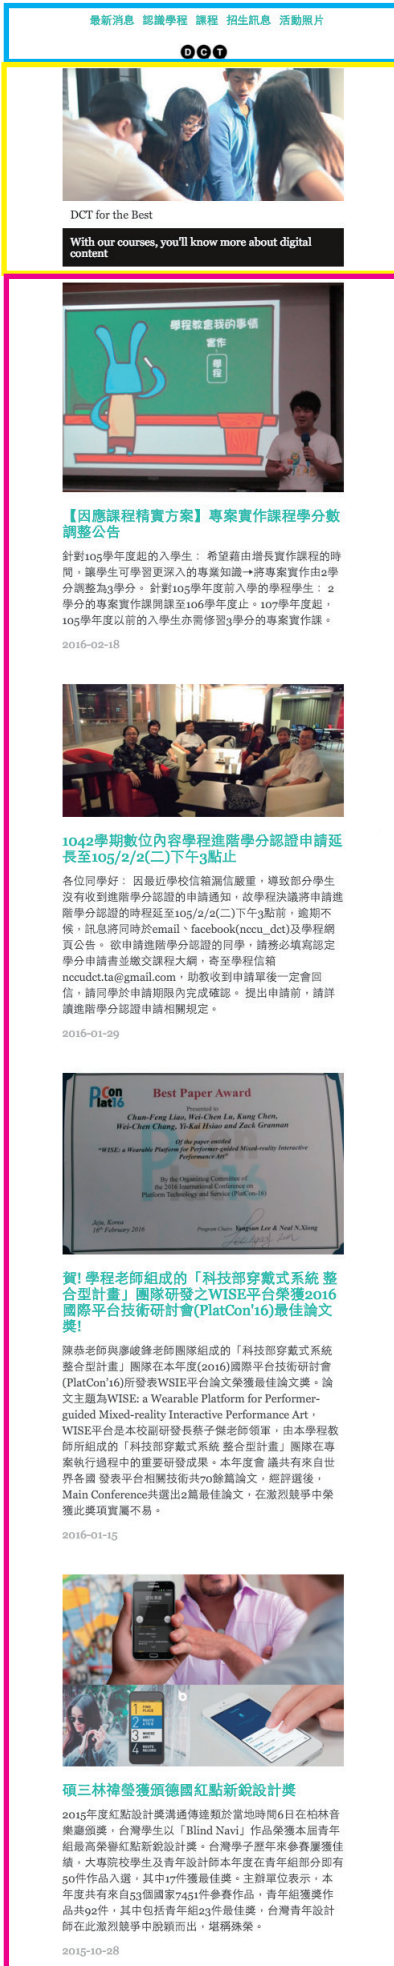 最新消息 認識學程 課程 招生訊息 活動照片
DCT
DCT for the Best
With our courses, you'll know more about digital
content
學程教會我的事情
實作
學
程
【因應課程精實方案】專案實作課程學分數
調整公告
針對105學年度起的入學生： 希望藉由增長實作課程的時
間，讓學生可學習更深入的專業知識→將專案實作由2學
分調整為3學分。 針對105學年度前入學的學程學生： 2
學分的專案實作課開課至106學年度止。107學年度起，
105學年度以前的入學生亦需修習3學分的專案實作課。
2016-02-18
1042學期數位內容學程進階學分認證申請延
長至105/2/2(二)下午3點止
各位同學好： 因最近學校信箱漏信嚴重，導致部分學生
沒有收到進階學分認證的申請通知，故學程決議將申請進
階學分認證的時程延至105/2/2(二)下午3點前，逾期不
候，訊息將同時於email、facebook(nccu_dct)及學程網
頁公告。 欲申請進階學分認證的同學，請務必填寫認定
學分申請書並繳交課程大綱，寄至學程信箱
nccudct.ta@gmail.com，助教收到申請單後一定會回
信，請同學於申請期限內完成確認。 提出申請前，請詳
讀進階學分認證申請相關規定。
2016-01-29
PlatCon16
Best Paper Award
Presented to
Chun-Feng Liao, Wei-Chen Lu, Kung Chen,
Wei-Chen Chang, Yi-Kai Hsiao and Zack Grannan
Of the paper entitled
"WISE: a Wearable Platform for Performer-guided Mixed-reality Interactive
Performance Art"
By the Organizing Committee of
the 2016 International Conference on
Platform Technology and Service (PlatCon-16)
Jeju, Korea
16th February 2016
Program Chairs Yangsun Lee & Neal N.Xiong
賀! 學程老師組成的「科技部穿戴式系統 整
合型計畫」團隊研發之WISE平台榮獲2016
國際平台技術研討會(PlatCon'16)最佳論文
獎!
陳恭老師與廖峻鋒老師團隊組成的「科技部穿戴式系統
整合型計畫」團隊在本年度(2016)國際平台技術研討會
(PlatCon'16)所發表WSIE平台論文榮獲最佳論文獎。論
文主題為WISE: a Wearable Platform for Performer-
guided Mixed-reality Interactive Performance Art，
WISE平台是本校副研發長蔡子傑老師領軍，由本學程教
師所組成的「科技部穿戴式系統 整合型計畫」團隊在專
案執行過程中的重要研發成果。本年度會 議共有來自世
界各國 發表平台相關技術共70餘篇論文，經評選後，
Main Conference共選出2篇最佳論文，在激烈競爭中榮
獲此獎項實屬不易。
2016-01-15
1 FIND PLACE
2 ROUTE
3 WHERE AM I
4 ROUTE RECORD
碩三林禕瑩獲頒德國紅點新銳設計獎
2015年度紅點設計獎溝通傳達類於當地時間6日在柏林音
樂廳頒獎，台灣學生以「Blind Navi」作品榮獲本屆青年
組最高榮譽紅點新銳設計獎。台灣學子歷年來參賽屢獲佳
績，大專院校學生及青年設計師本年度在青年組部分即有
50件作品入選，其中17件獲最佳獎。主辦單位表示，本
年度共有來自53個國家7451件參賽作品，青年組獲獎作
品共92件，其中包括青年組23件最佳獎，台灣青年設計
師在此激烈競爭中脫穎而出，堪稱殊榮。
2015-10-28